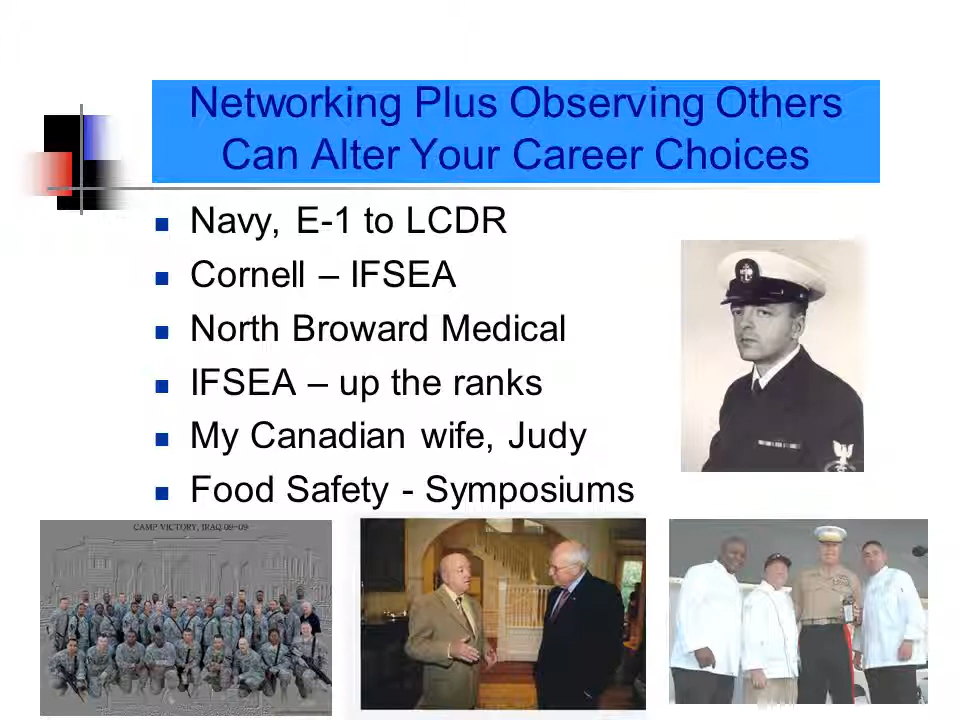 Networking Plus Observing Others
Can Alter Your Career Choices
Navy, E-1 to LCDR
Cornell – IFSEA
North Broward Medical
IFSEA – up the ranks
My Canadian wife, Judy
Food Safety - Symposiums
CAMP VICTORY, IRAQ 09-09